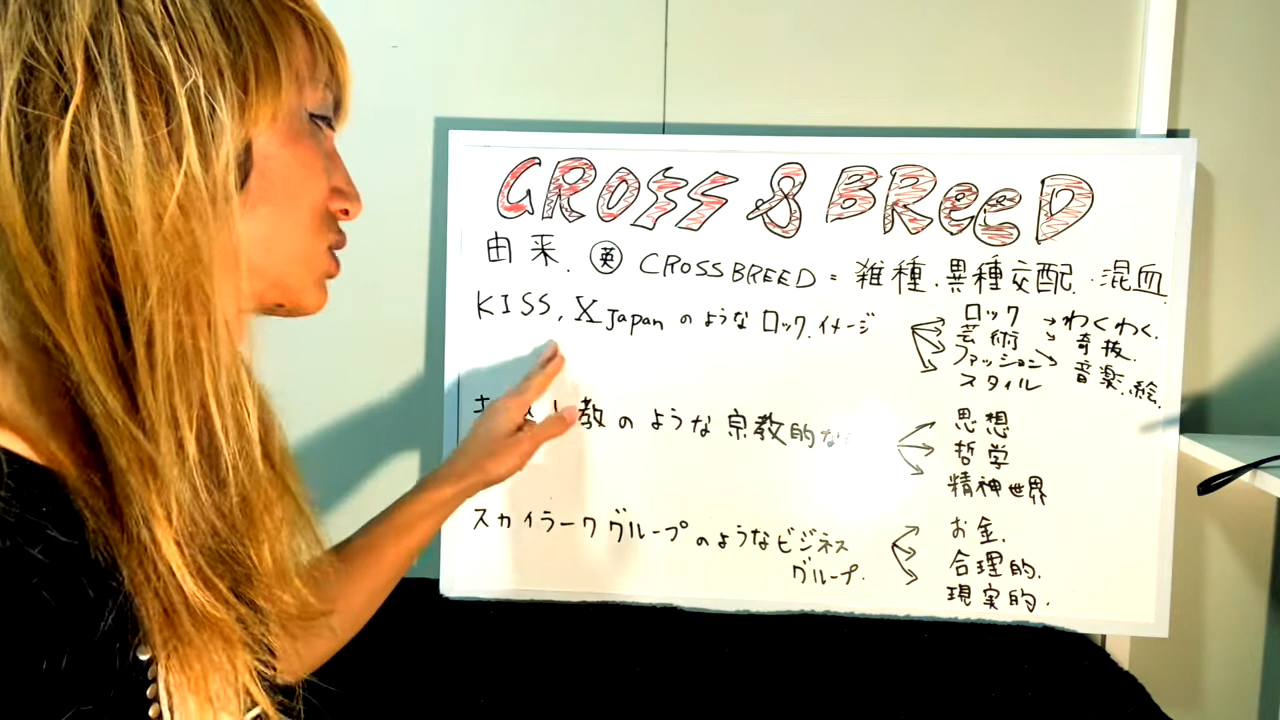 CROSS & BReeD
由来. 英 CROSSBREED = 雑種.異種交配.混血
KISS, X Japan のようなロック.イメージ
ロック → わくわく.
芸術 → 奇抜.
ファッション → 音楽.絵.
スタイル
教のような宗教的な
思想
哲学
精神世界
スカイラークグループのようなビジネス
グループ.
お金.
合理的.
現実的.